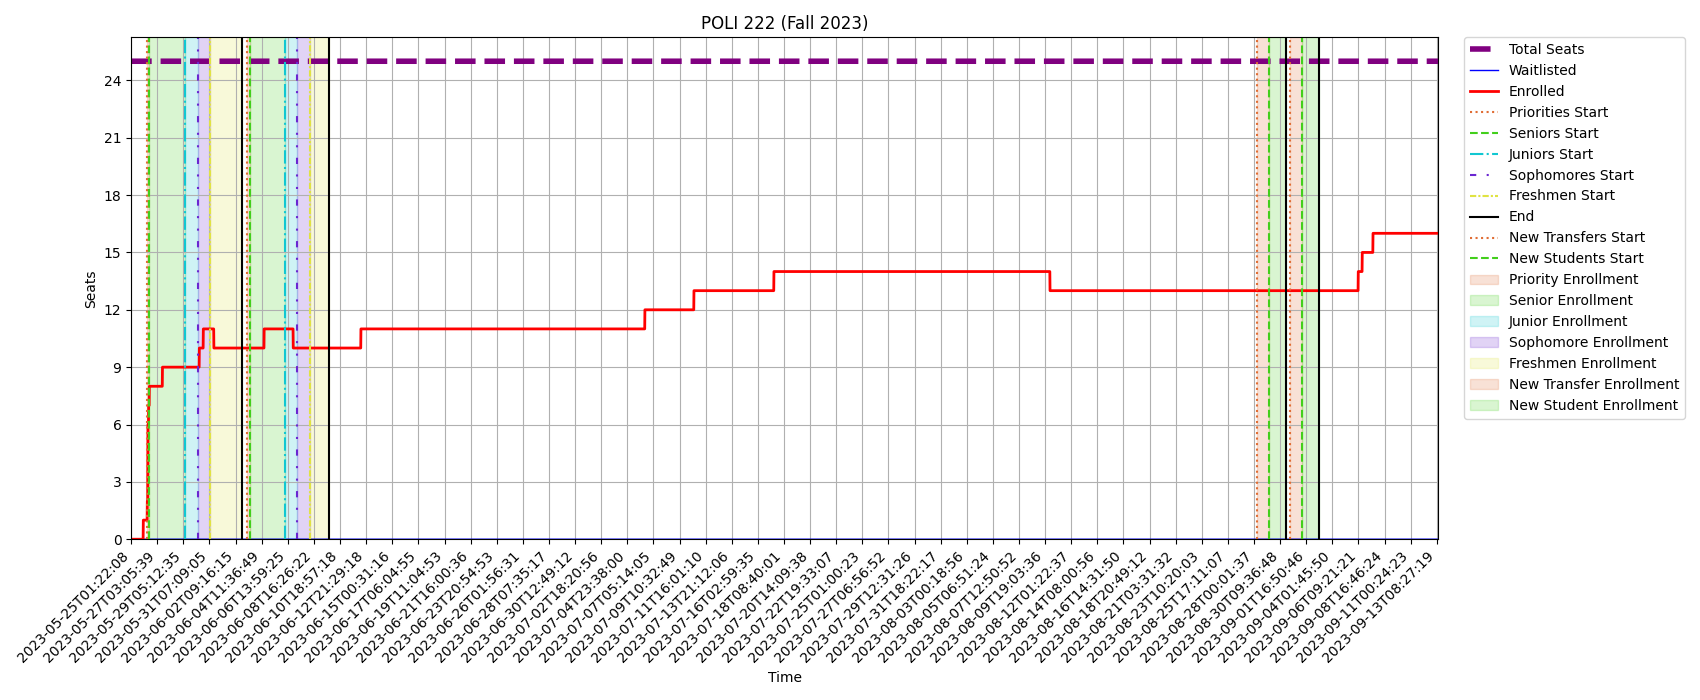 POLI 222 (Fall 2023)
Seats
24
21
18
15
12
9
6
3
0
2023-05-25T01:22:08
2023-05-27T03:05:39
2023-05-29T05:12:35
2023-05-31T07:09:05
2023-06-02T09:16:15
2023-06-04T11:36:49
2023-06-06T13:59:25
2023-06-08T16:26:22
2023-06-10T18:57:18
2023-06-12T21:29:18
2023-06-15T00:31:16
2023-06-17T06:04:55
2023-06-19T11:04:53
2023-06-21T16:00:36
2023-06-23T20:54:53
2023-06-26T01:56:31
2023-06-28T07:35:17
2023-06-30T12:49:12
2023-07-02T18:20:56
2023-07-04T23:38:00
2023-07-07T05:14:05
2023-07-09T10:32:49
2023-07-11T16:01:10
2023-07-13T21:12:06
2023-07-16T02:59:35
2023-07-18T08:40:01
2023-07-20T14:09:38
2023-07-22T19:33:07
2023-07-25T01:00:23
2023-07-27T06:56:52
2023-07-29T12:31:26
2023-07-31T18:22:17
2023-08-03T00:18:56
2023-08-05T06:51:24
2023-08-07T12:50:52
2023-08-09T19:03:36
2023-08-12T01:22:37
2023-08-14T08:00:56
2023-08-16T14:31:50
2023-08-18T20:49:12
2023-08-21T03:31:32
2023-08-23T10:20:03
2023-08-25T17:11:07
2023-08-28T00:01:37
2023-08-30T09:36:48
2023-09-01T16:50:46
2023-09-04T01:45:50
2023-09-06T09:21:21
2023-09-08T16:46:24
2023-09-11T00:24:23
2023-09-13T08:27:19
Time
Total Seats
Waitlisted
Enrolled
Priorities Start
Seniors Start
Juniors Start
Sophomores Start
Freshmen Start
End
New Transfers Start
New Students Start
Priority Enrollment
Senior Enrollment
Junior Enrollment
Sophomore Enrollment
Freshmen Enrollment
New Transfer Enrollment
New Student Enrollment